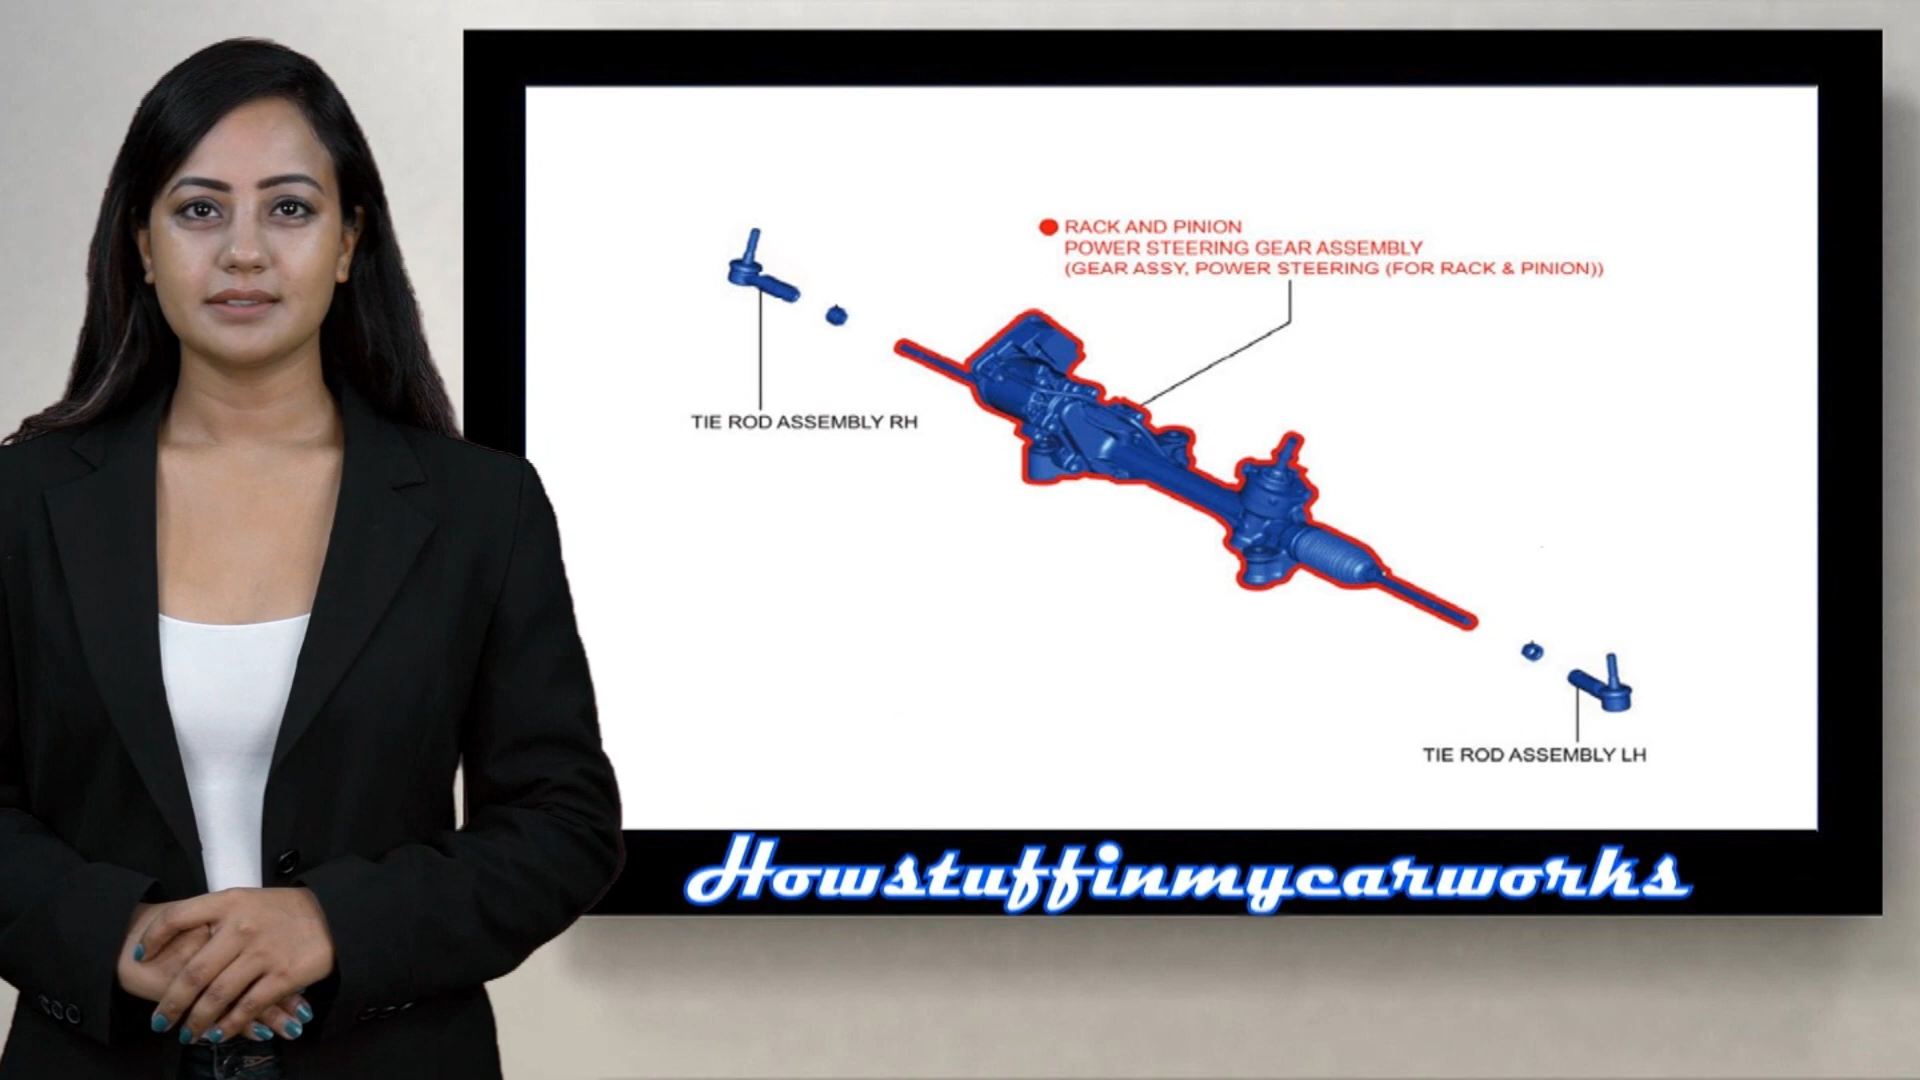 RACK AND PINION
POWER STEERING GEAR ASSEMBLY
(GEAR ASSY, POWER STEERING (FOR RACK & PINION))
TIE ROD ASSEMBLY RH
TIE ROD ASSEMBLY LH
Howstuffinmycarworks